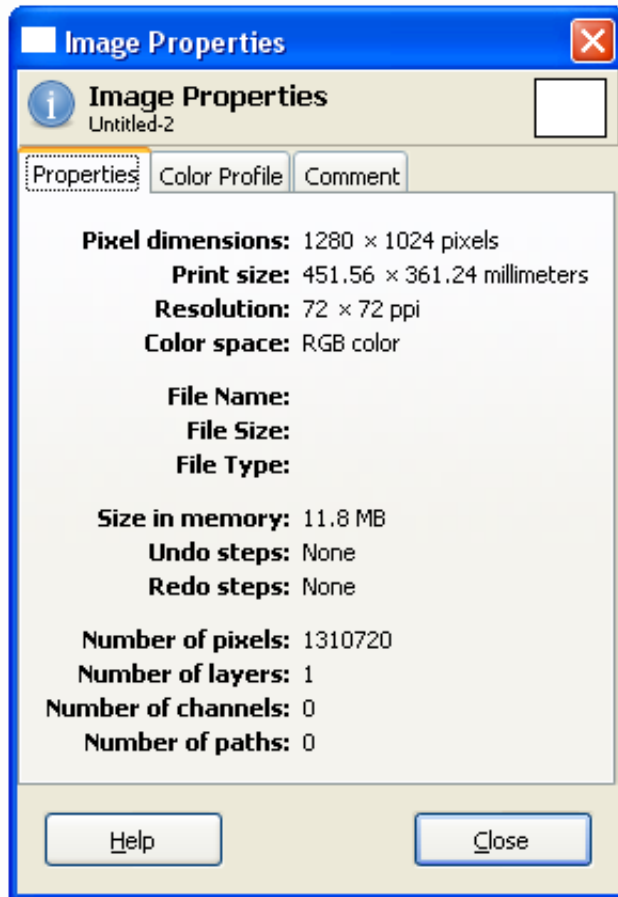 Image Properties
Image Properties
Untitled-2
Properties
Color Profile
Comment
Pixel dimensions: 1280 × 1024 pixels
Print size: 451.56 × 361.24 millimeters
Resolution: 72 × 72 ppi
Color space: RGB color
File Name:
File Size:
File Type:
Size in memory: 11.8 MB
Undo steps: None
Redo steps: None
Number of pixels: 1310720
Number of layers: 1
Number of channels: 0
Number of paths: 0
Help
Close